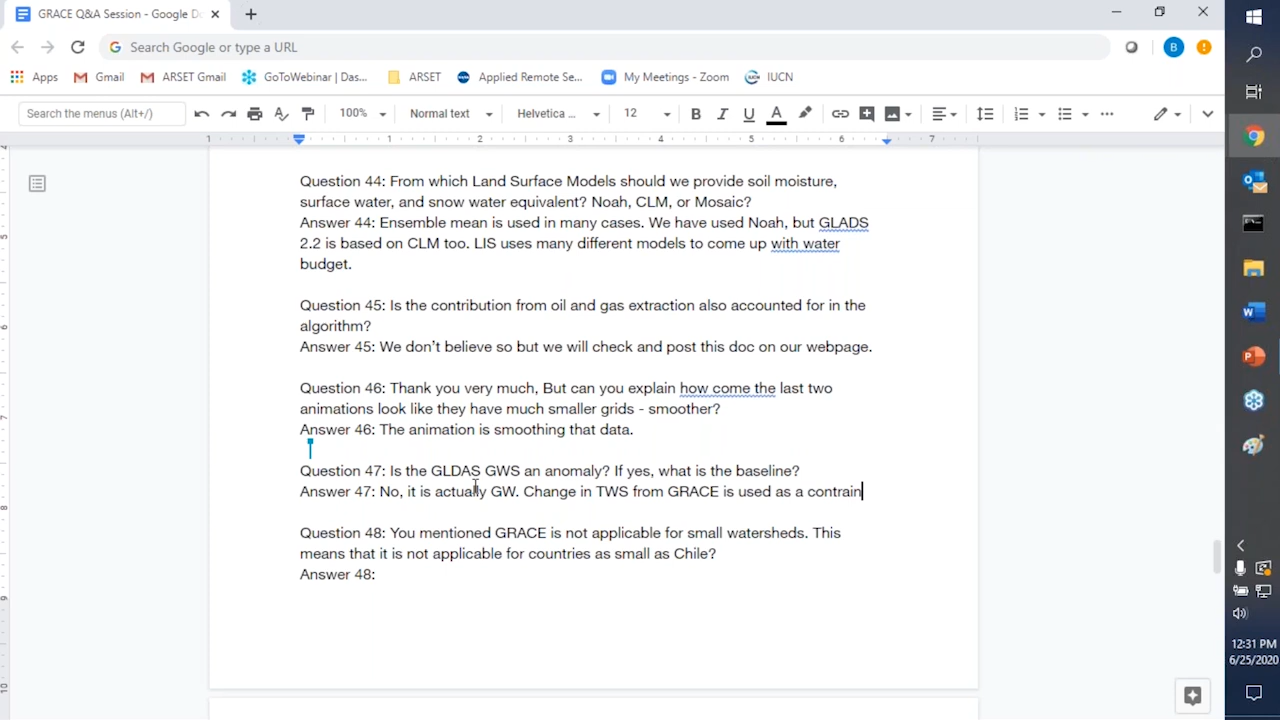 GRACE Q&A Session - Google Do
Search Google or type a URL
B
Apps
Gmail
ARSET Gmail
GoToWebinar | Das...
ARSET
Applied Remote Se...
My Meetings - Zoom
IUCN
Search the menus (Alt+/)
100%
Normal text
Helvetica ...
12
B
I
U
A
1 1 2 3 4 5 6 7
Question 44: From which Land Surface Models should we provide soil moisture,
surface water, and snow water equivalent? Noah, CLM, or Mosaic?
Answer 44: Ensemble mean is used in many cases. We have used Noah, but GLADS
2.2 is based on CLM too. LIS uses many different models to come up with water
budget.
Question 45: Is the contribution from oil and gas extraction also accounted for in the
algorithm?
Answer 45: We don't believe so but we will check and post this doc on our webpage.
Question 46: Thank you very much, But can you explain how come the last two
animations look like they have much smaller grids - smoother?
Answer 46: The animation is smoothing that data.
Question 47: Is the GLDAS GWS an anomaly? If yes, what is the baseline?
Answer 47: No, it is actually GW. Change in TWS from GRACE is used as a contrain
Question 48: You mentioned GRACE is not applicable for small watersheds. This
means that it is not applicable for countries as small as Chile?
Answer 48:
12:31 PM
6/25/2020